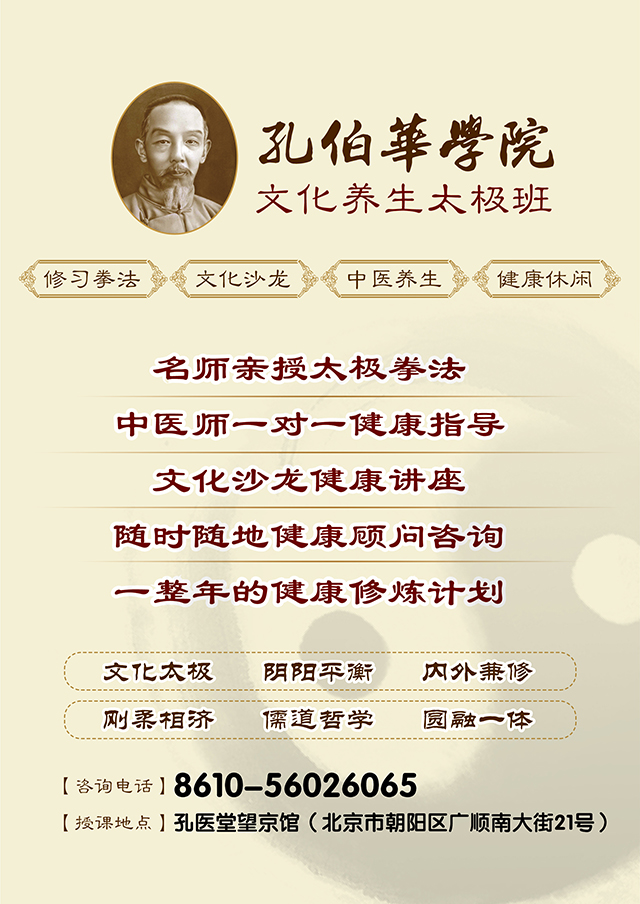 孔伯華學院
文化养生太极班
修习拳法 文化沙龙 中医养生 健康休闲
名师亲授太极拳法
中医师一对一健康指导
文化沙龙健康讲座
随时随地健康顾问咨询
一整年的健康修炼计划
文化太极 阴阳平衡 内外兼修
刚柔相济 儒道哲学 圆融一体
【咨询电话】8610-56026065
【授课地点】孔医堂望京馆（北京市朝阳区广顺南大街21号）